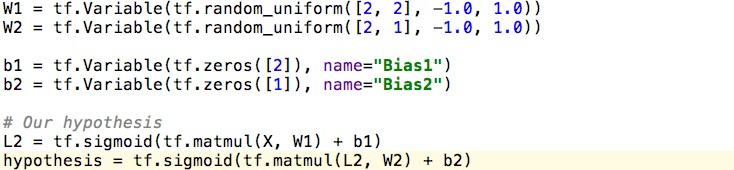 W1 = tf.Variable(tf.random_uniform([2, 2], -1.0, 1.0))
W2 = tf.Variable(tf.random_uniform([2, 1], -1.0, 1.0))
b1 = tf.Variable(tf.zeros([2]), name="Bias1")
b2 = tf.Variable(tf.zeros([1]), name="Bias2")
# Our hypothesis
L2 = tf.sigmoid(tf.matmul(X, W1) + b1)
hypothesis = tf.sigmoid(tf.matmul(L2, W2) + b2)